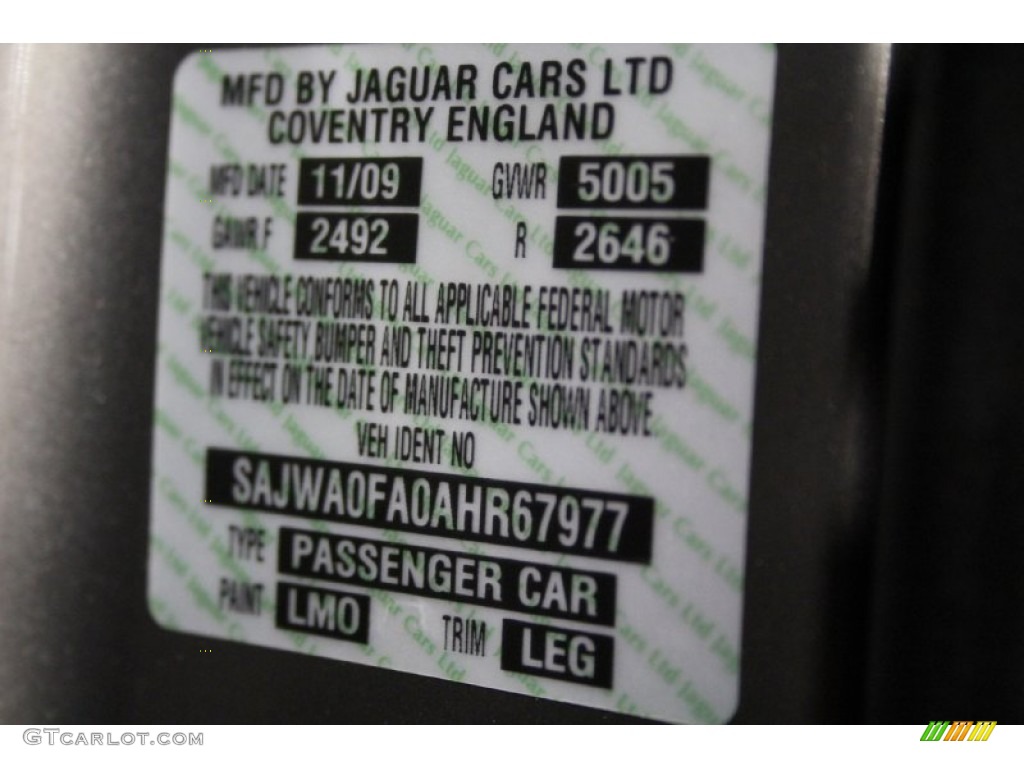 MFD BY JAGUAR CARS LTD
COVENTRY ENGLAND
MFD DATE 11/09 GVWR 5005
GAWR F 2492 R 2646
THIS VEHICLE CONFORMS TO ALL APPLICABLE FEDERAL MOTOR
VEHICLE SAFETY, BUMPER AND THEFT PREVENTION STANDARDS
IN EFFECT ON THE DATE OF MANUFACTURE SHOWN ABOVE
VEH IDENT NO
SAJWA0FA0AHR67977
TYPE PASSENGER CAR
PAINT LMO TRIM LEG
GTCarlot.com